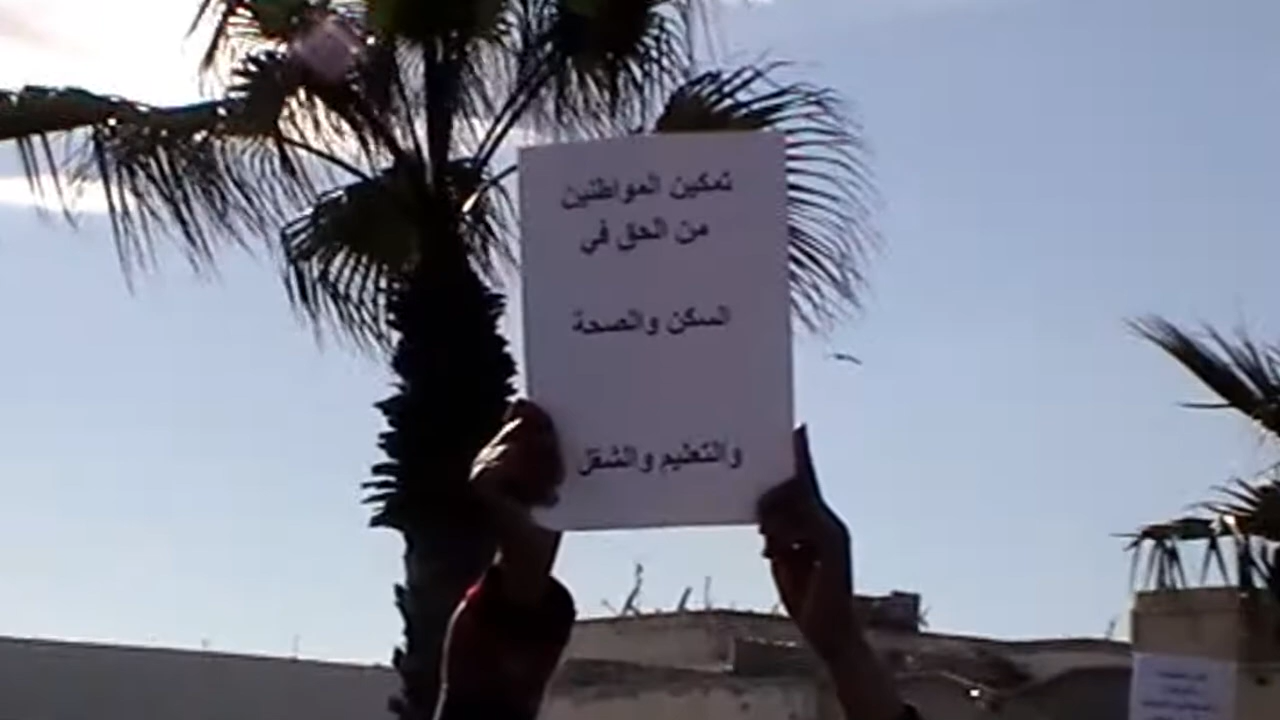 تمكين المواطنين
من الحق في
السكن والصحة
والتعليم والشغل